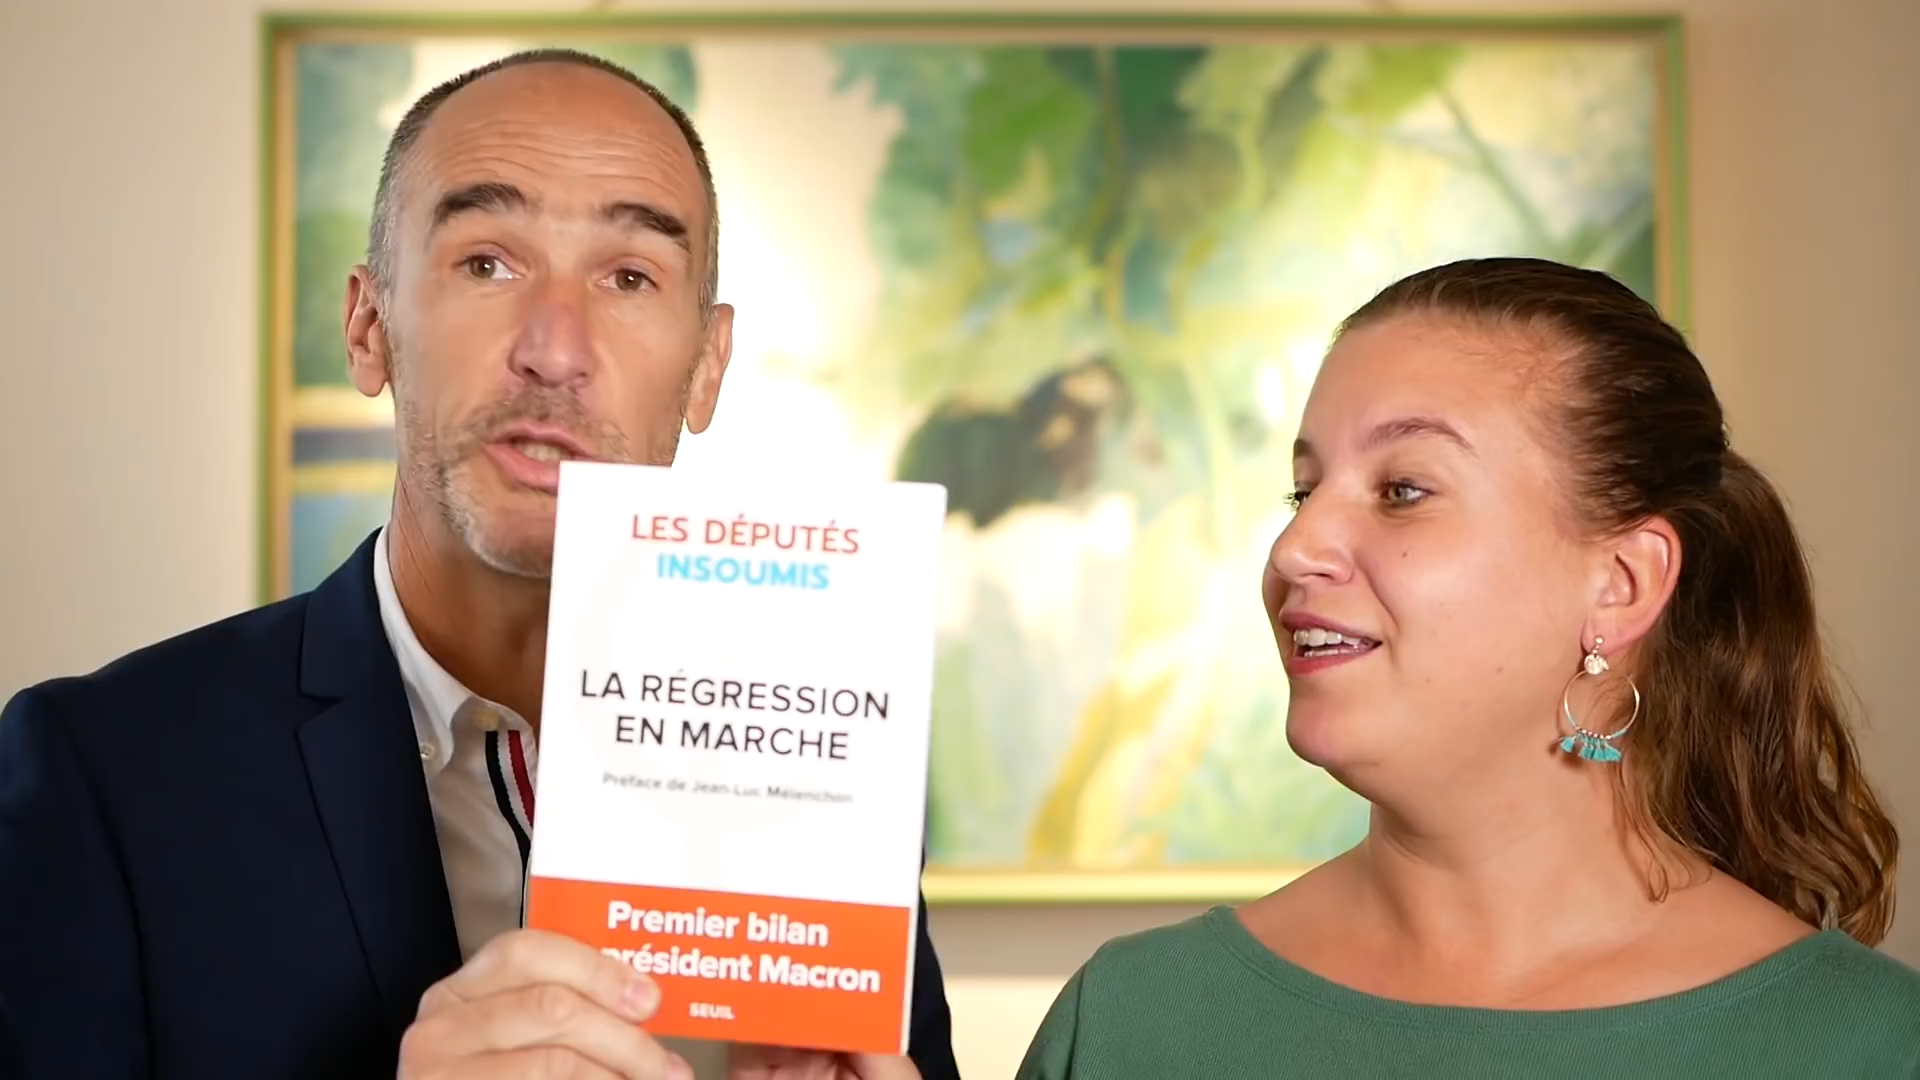 LES DÉPUTÉS
INSOUMIS
LA RÉGRESSION
EN MARCHE
Préface de Jean-Luc Mélenchon
Premier bilan
président Macron
SEUIL